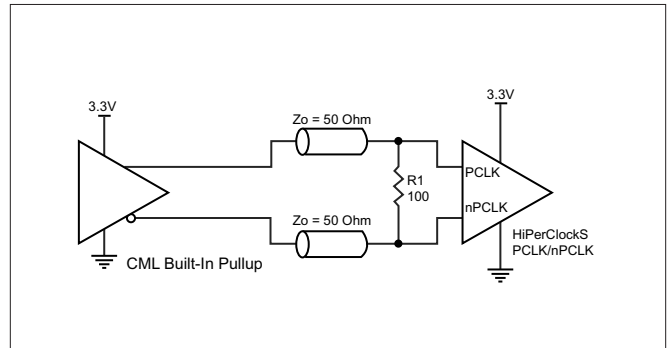 3.3V
3.3V
Zo = 50 Ohm
PCLK
R1
100
nPCLK
Zo = 50 Ohm
HiPerClockS
PCLK/nPCLK
CML Built-In Pullup